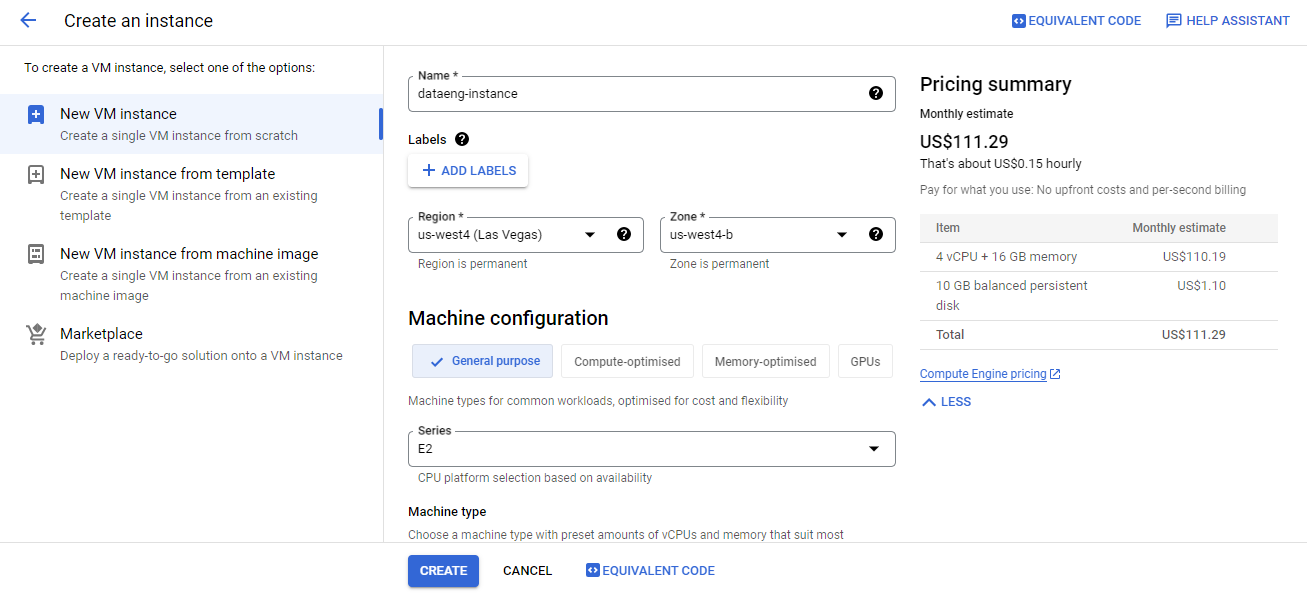 Create an instance
EQUIVALENT CODE
HELP ASSISTANT
To create a VM instance, select one of the options:
New VM instance
Create a single VM instance from scratch
New VM instance from template
Create a single VM instance from an existing
template
New VM instance from machine image
Create a single VM instance from an existing
machine image
Marketplace
Deploy a ready-to-go solution onto a VM instance
Name *
dataeng-instance
Labels
ADD LABELS
Region *
us-west4 (Las Vegas)
Region is permanent
Zone *
us-west4-b
Zone is permanent
Machine configuration
General purpose
Compute-optimised
Memory-optimised
GPUs
Machine types for common workloads, optimised for cost and flexibility
Series
E2
CPU platform selection based on availability
Machine type
Choose a machine type with preset amounts of vCPUs and memory that suit most
CREATE
CANCEL
EQUIVALENT CODE
Pricing summary
Monthly estimate
US$111.29
That's about US$0.15 hourly
Pay for what you use: No upfront costs and per-second billing
Item Monthly estimate
4 vCPU + 16 GB memory US$110.19
10 GB balanced persistent US$1.10
disk
Total US$111.29
Compute Engine pricing
LESS